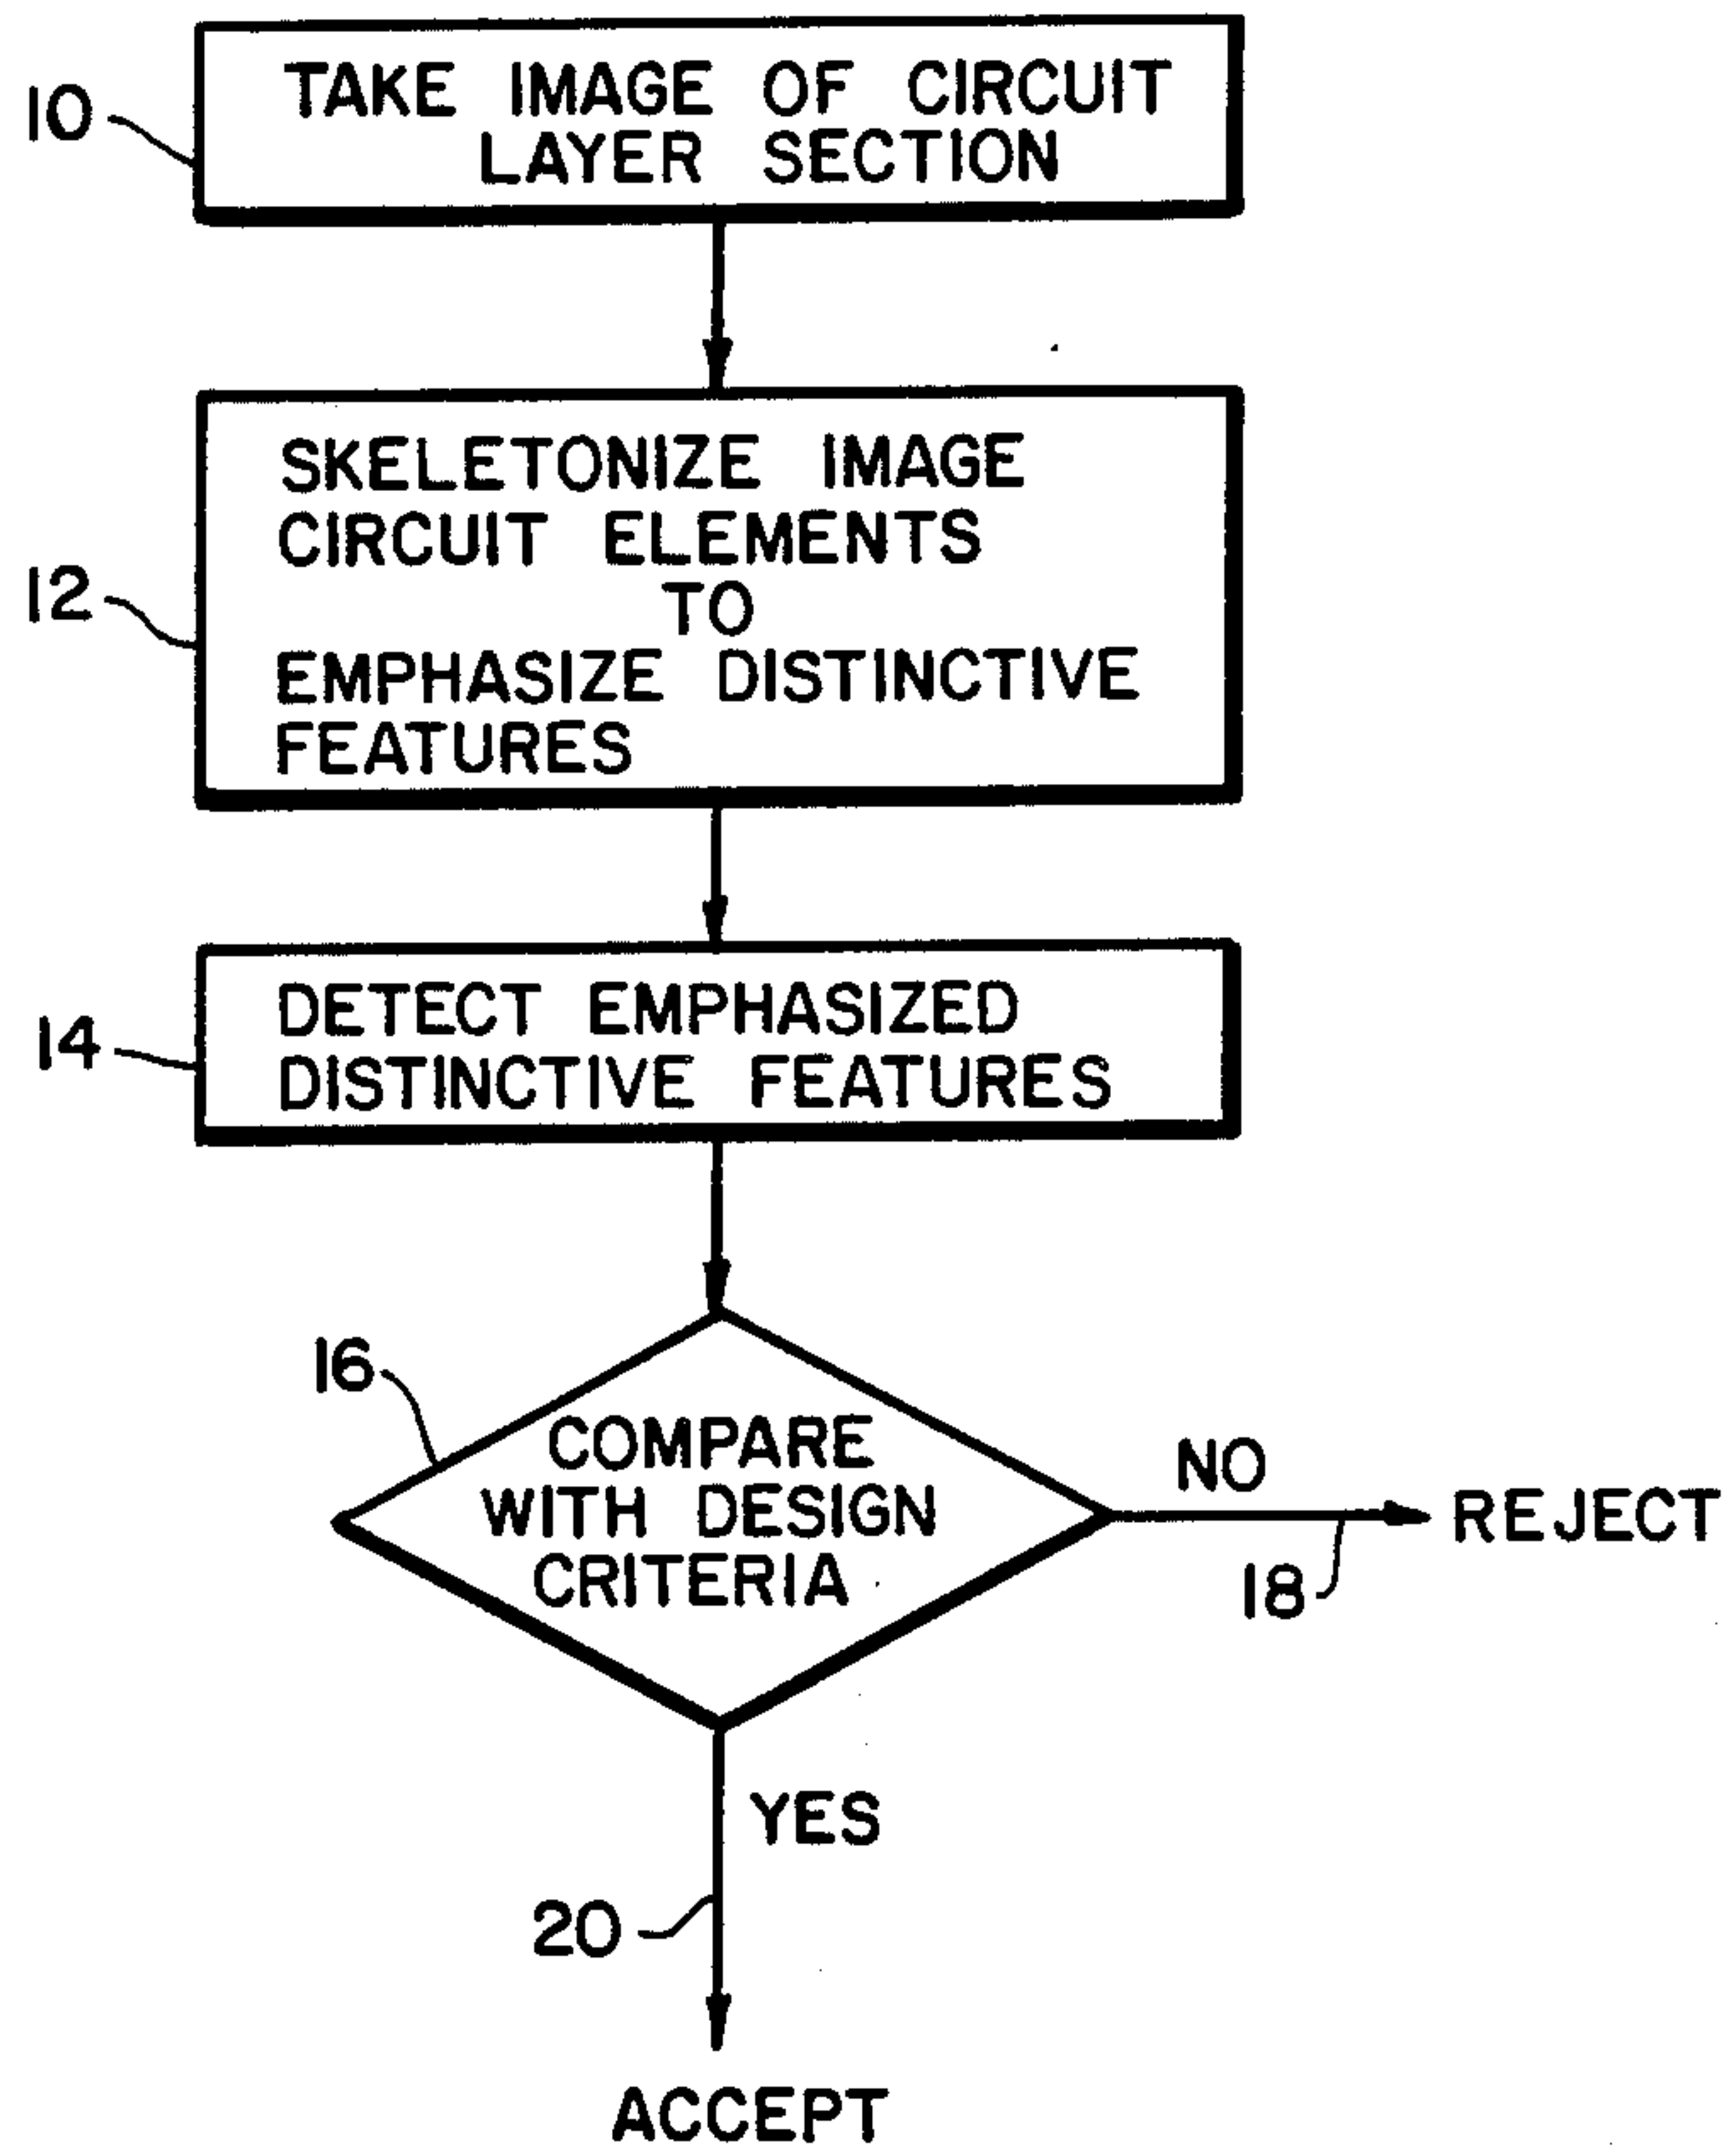 10
TAKE IMAGE OF CIRCUIT
LAYER SECTION
12
SKELETONIZE IMAGE
CIRCUIT ELEMENTS
TO
EMPHASIZE DISTINCTIVE
FEATURES
14
DETECT EMPHASIZED
DISTINCTIVE FEATURES
16
COMPARE
WITH DESIGN
CRITERIA
NO
REJECT
18
YES
20
ACCEPT